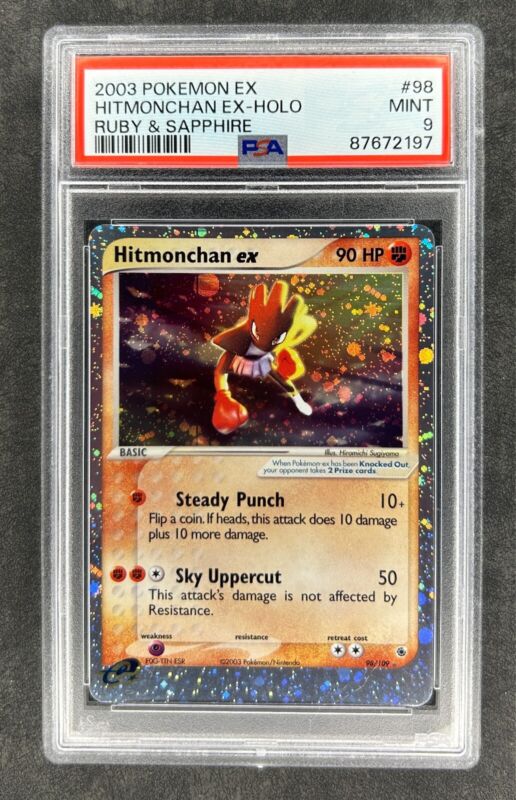 2003 POKEMON EX #98
HITMONCHAN EX-HOLO MINT
RUBY & SAPPHIRE 9
PSA 87672197
Hitmonchan ex 90 HP
BASIC Illus. Hiromichi Sugiyama
When Pokémon-ex has been Knocked Out,
your opponent takes 2 Prize cards.
Steady Punch 10+
Flip a coin. If heads, this attack does 10 damage
plus 10 more damage.
Sky Uppercut 50
This attack's damage is not affected by
Resistance.
weakness resistance retreat cost
e
©2003 Pokémon/Nintendo 98/109